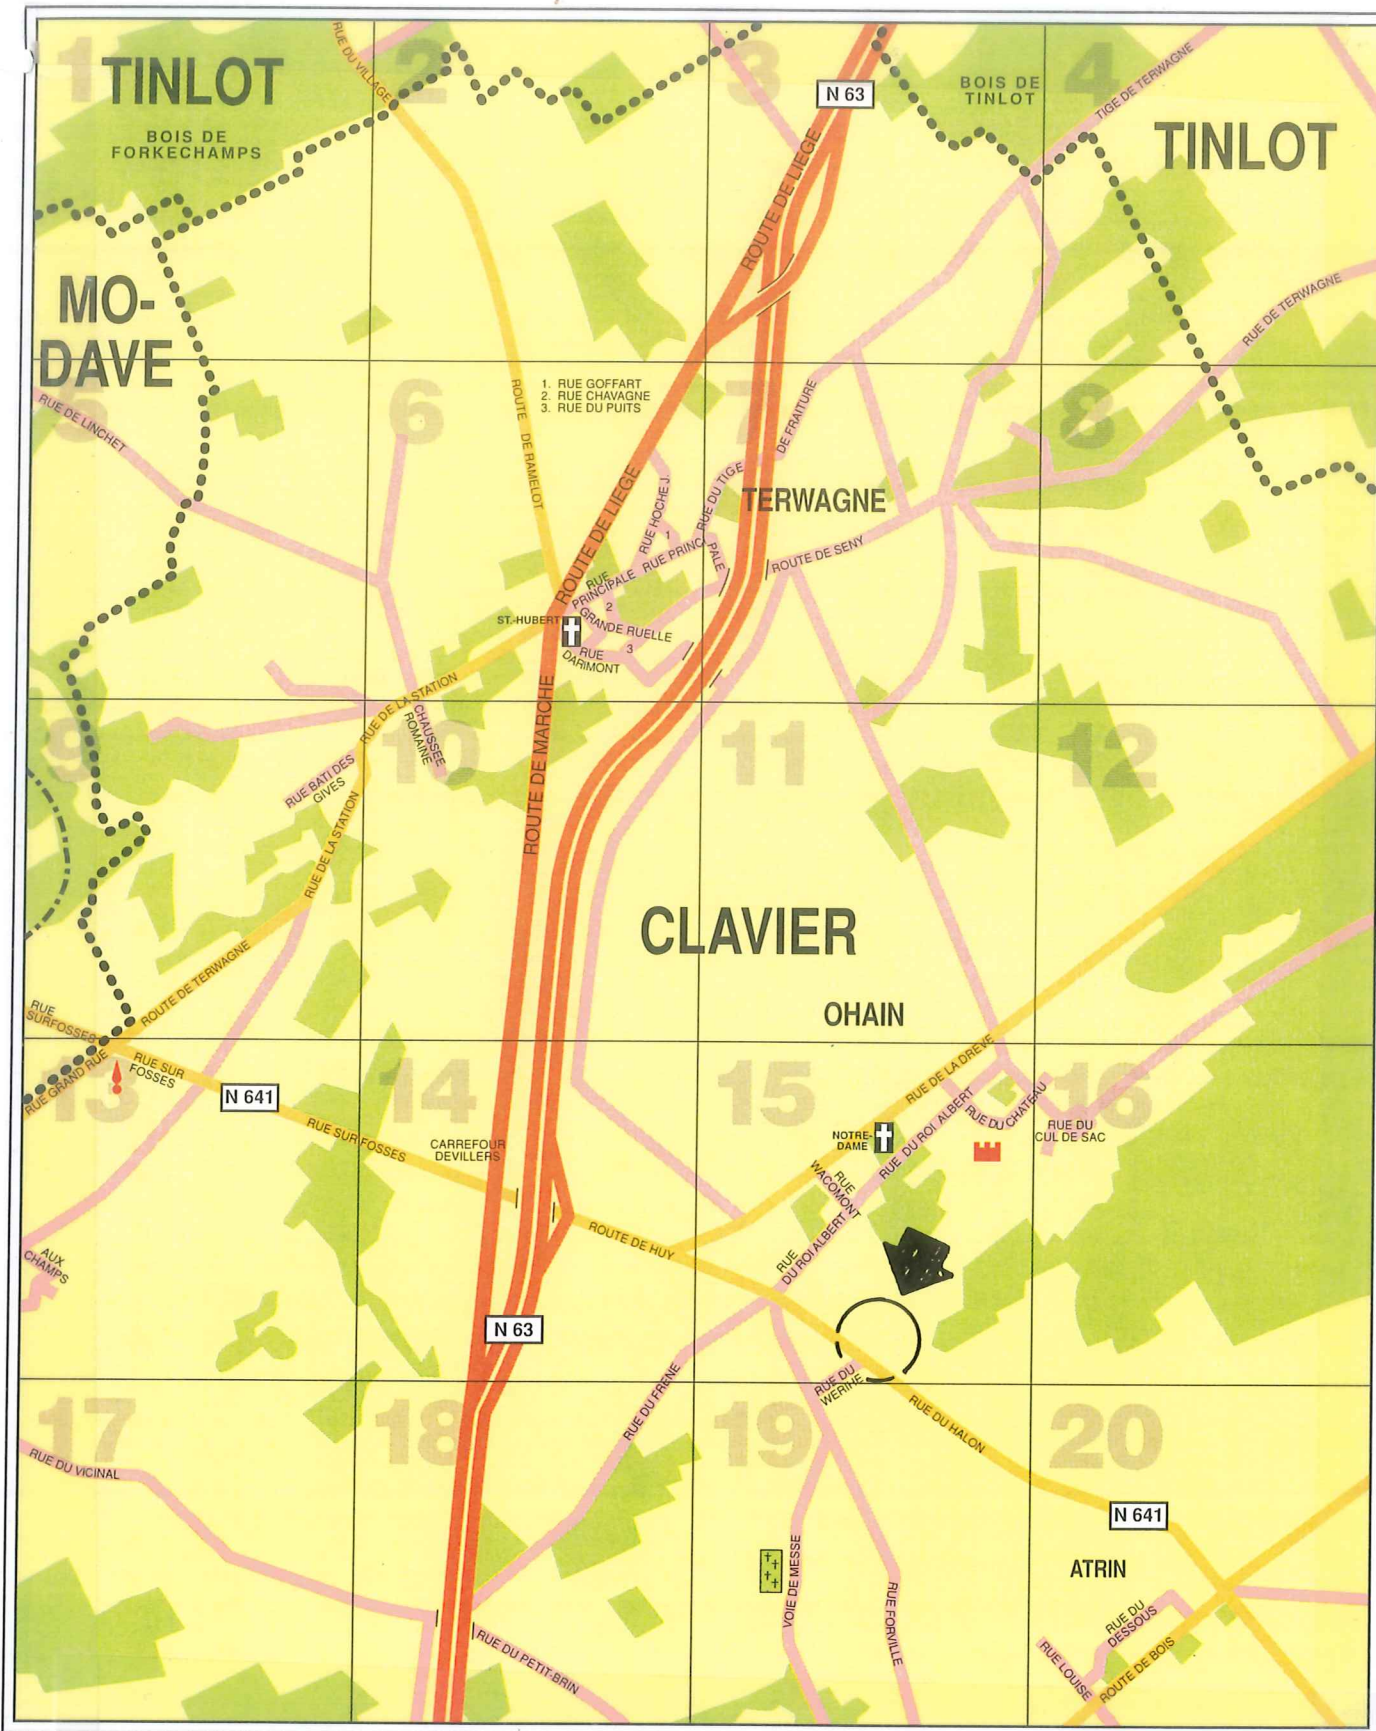 1
TINLOT
BOIS DE
FORKECHAMPS
RUE DU VILLAGE
2
3
N 63
BOIS DE
TINLOT
4
TIGE DE TERWAGNE
TINLOT
MO-
DAVE
ROUTE DE LIEGE
RUE DE TERWAGNE
5
RUE DE LINCHET
6
ROUTE DE RAMELOT
1. RUE GOFFART
2. RUE CHAVAGNE
3. RUE DU PUITS
7
DE FRAITURE
8
ROUTE DE LIEGE
RUE HOCHE J.
RUE DU TIGE
TERWAGNE
1
RUE PRINCI
PALE
ROUTE DE SENY
RUE
PRINCIPALE
2
ST.-HUBERT
GRANDE RUELLE
3
RUE
DARIMONT
9
RUE DE LA STATION
CHAUSSEE
ROMAINE
10
ROUTE DE MARCHE
11
12
RUE BATI DES
GIVES
RUE DE LA STATION
CLAVIER
ROUTE DE TERWAGNE
OHAIN
RUE
SURFOSSES
13
RUE GRAND RUE
RUE SUR
FOSSES
N 641
14
RUE SUR FOSSES
CARREFOUR
DEVILLERS
15
RUE DE LA DREVE
16
RUE DU CHATEAU
RUE DU
CUL DE SAC
NOTRE-
DAME
RUE DU ROI ALBERT
RUE
WACOMONT
ROUTE DE HUY
RUE
DU ROI ALBERT
AUX
CHAMPS
N 63
RUE DU
WERIHE
17
RUE DU VICINAL
18
RUE DU FRENE
19
RUE DU HALON
20
N 641
ATRIN
VOIE DE MESSE
RUE FORVILLE
RUE DU
DESSOUS
RUE LOUISE
ROUTE DE BOIS
RUE DU PETIT-BRIN